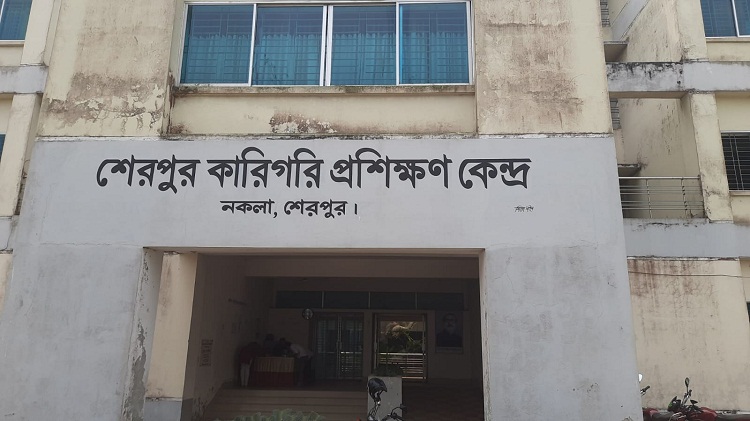 শেরপুর কারিগরি প্রশিক্ষণ কেন্দ্র
নকলা, শেরপুর।